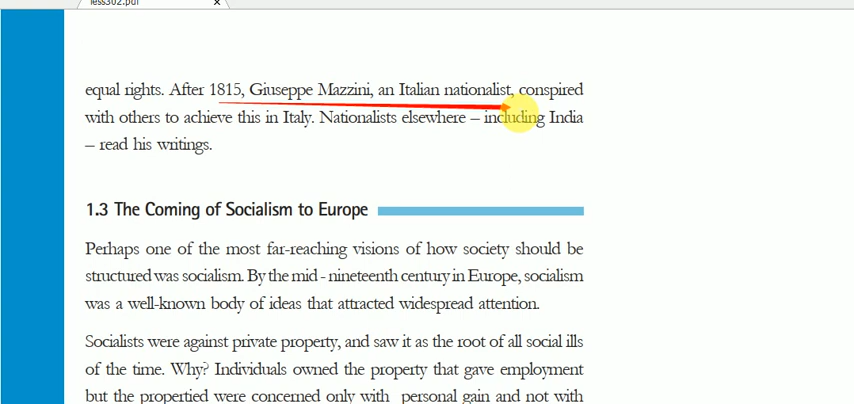 less302.pdf
equal rights. After 1815, Giuseppe Mazzini, an Italian nationalist, conspired
with others to achieve this in Italy. Nationalists elsewhere – including India
– read his writings.
1.3 The Coming of Socialism to Europe
Perhaps one of the most far-reaching visions of how society should be
structured was socialism. By the mid - nineteenth century in Europe, socialism
was a well-known body of ideas that attracted widespread attention.
Socialists were against private property, and saw it as the root of all social ills
of the time. Why? Individuals owned the property that gave employment
but the propertied were concerned only with personal gain and not with